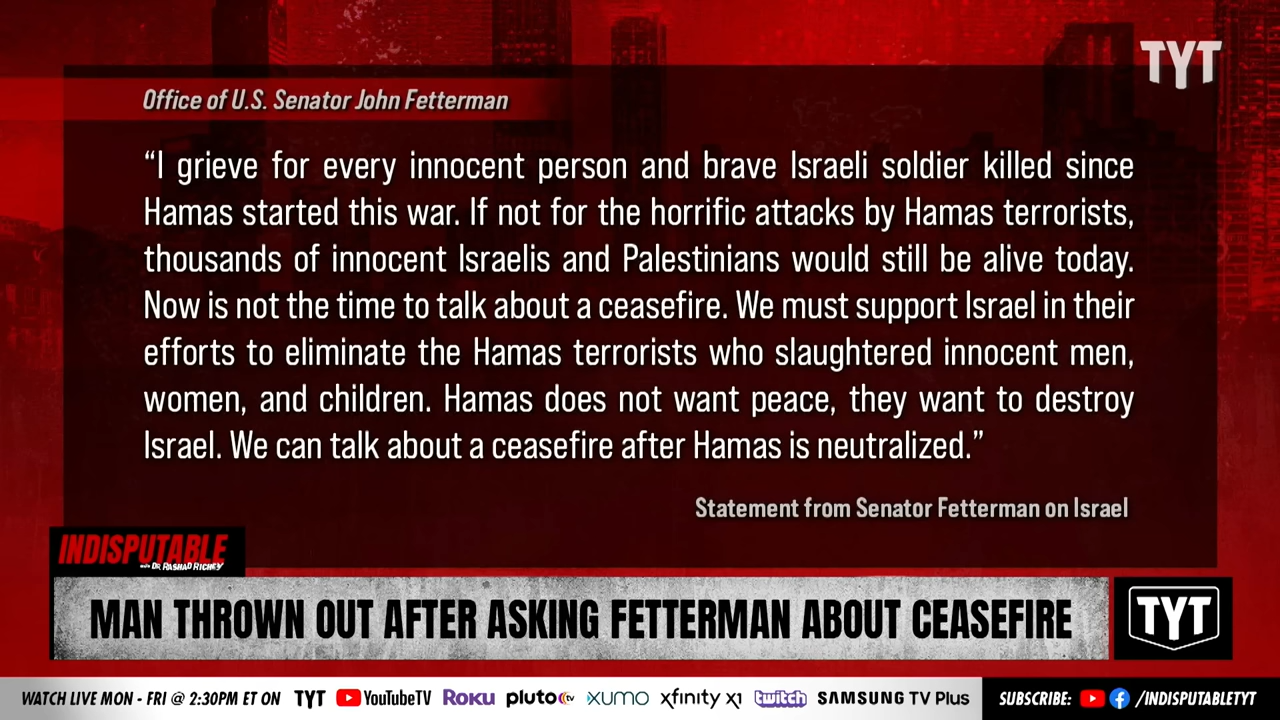 TYT
Office of U.S. Senator John Fetterman
“I grieve for every innocent person and brave Israeli soldier killed since
Hamas started this war. If not for the horrific attacks by Hamas terrorists,
thousands of innocent Israelis and Palestinians would still be alive today.
Now is not the time to talk about a ceasefire. We must support Israel in their
efforts to eliminate the Hamas terrorists who slaughtered innocent men,
women, and children. Hamas does not want peace, they want to destroy
Israel. We can talk about a ceasefire after Hamas is neutralized.”
Statement from Senator Fetterman on Israel
INDISPUTABLE
WITH DR. RASHAD RICHEY
MAN THROWN OUT AFTER ASKING FETTERMAN ABOUT CEASEFIRE
TYT
WATCH LIVE MON - FRI @ 2:30PM ET ON TYT YouTubeTV ROKU pluto tv xumo xfinity x1 twitch SAMSUNG TV Plus SUBSCRIBE: /INDISPUTABLETYT